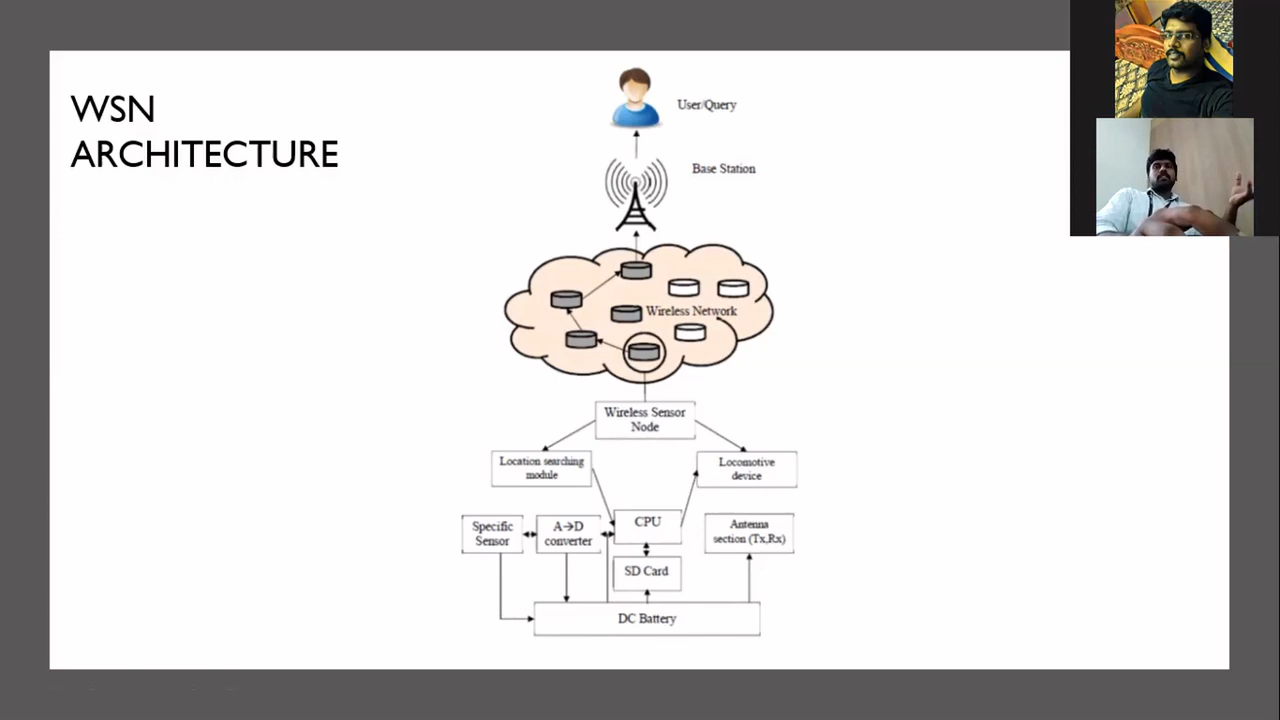 WSN
ARCHITECTURE
User/Query
Base Station
Wireless Network
Wireless Sensor
Node
Location searching
module
Locomotive
device
Specific
Sensor
A→D
converter
CPU
Antenna
section (Tx,Rx)
SD Card
DC Battery